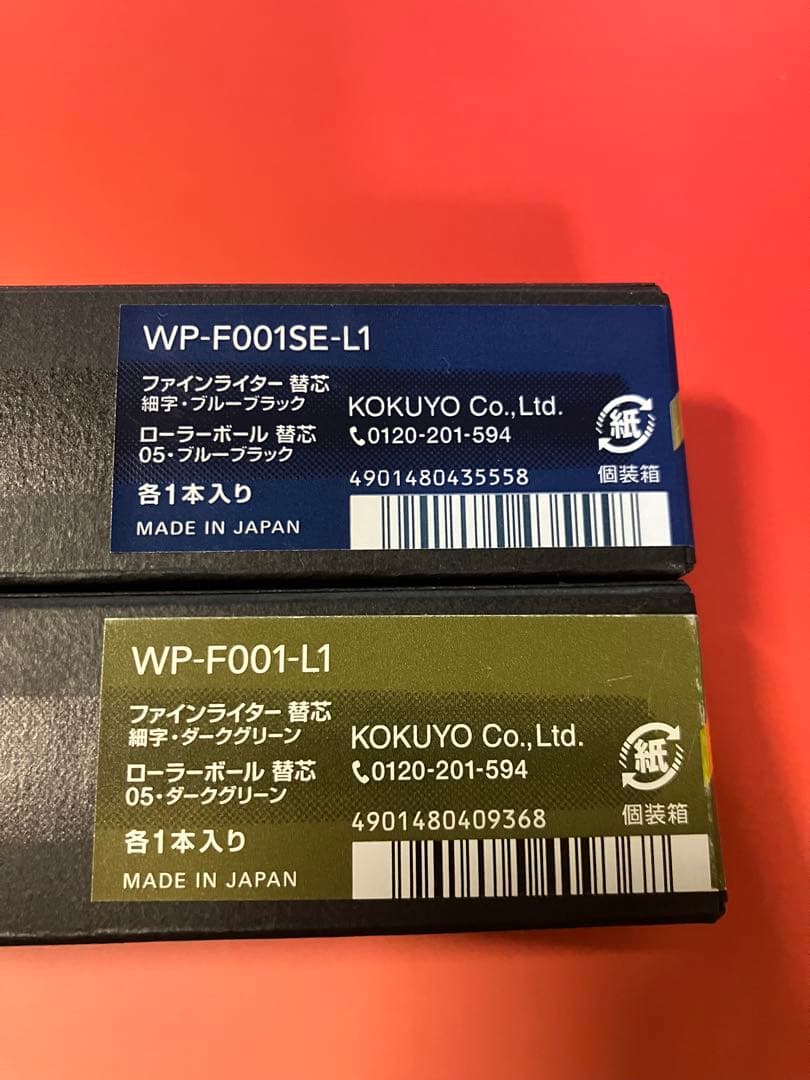 WP-F001SE-L1
ファインライター 替芯
細字・ブルーブラック
ローラーボール 替芯
05・ブルーブラック
各1本入り
MADE IN JAPAN
KOKUYO Co.,Ltd.
0120-201-594
4901480435558
紙
個装箱
WP-F001-L1
ファインライター 替芯
細字・ダークグリーン
ローラーボール 替芯
05・ダークグリーン
各1本入り
MADE IN JAPAN
KOKUYO Co.,Ltd.
0120-201-594
4901480409368
紙
個装箱